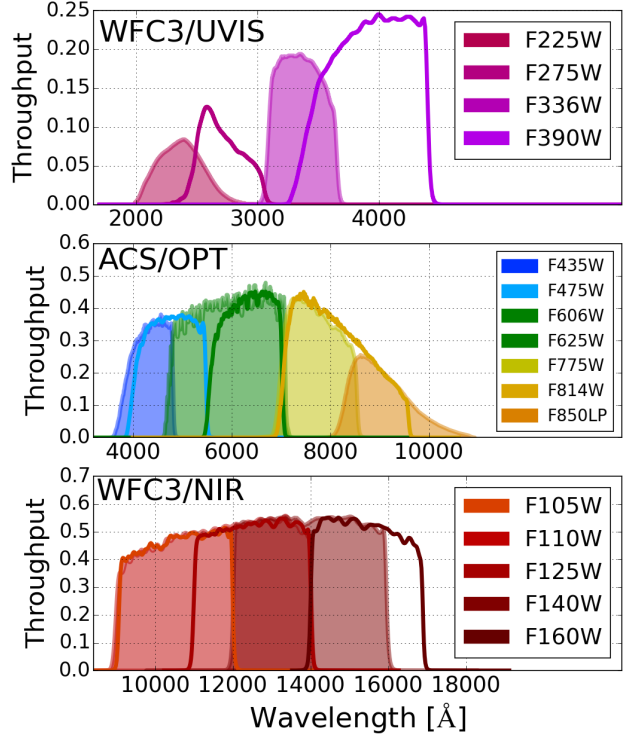 WFC3/UVIS
Throughput
0.25
0.20
0.15
0.10
0.05
0.00
2000 3000 4000
F225W
F275W
F336W
F390W
ACS/OPT
Throughput
0.6
0.5
0.4
0.3
0.2
0.1
0.0
4000 6000 8000 10000
F435W
F475W
F606W
F625W
F775W
F814W
F850LP
WFC3/NIR
Throughput
0.7
0.6
0.5
0.4
0.3
0.2
0.1
0.0
10000 12000 14000 16000 18000
F105W
F110W
F125W
F140W
F160W
Wavelength [Å]